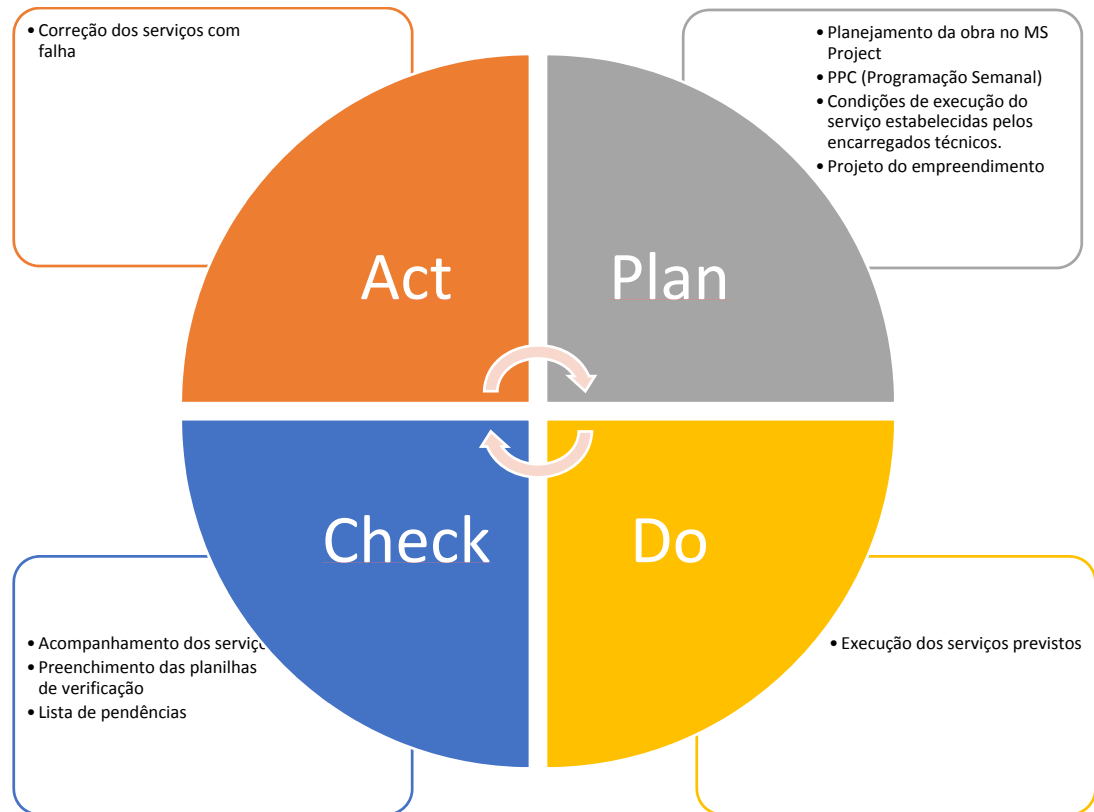 • Correção dos serviços com
falha
• Planejamento da obra no MS
Project
• PPC (Programação Semanal)
• Condições de execução do
serviço estabelecidas pelos
encarregados técnicos.
• Projeto do empreendimento
Act
Plan
Check
Do
• Acompanhamento dos serviço
• Preenchimento das planilhas
de verificação
• Lista de pendências
• Execução dos serviços previstos